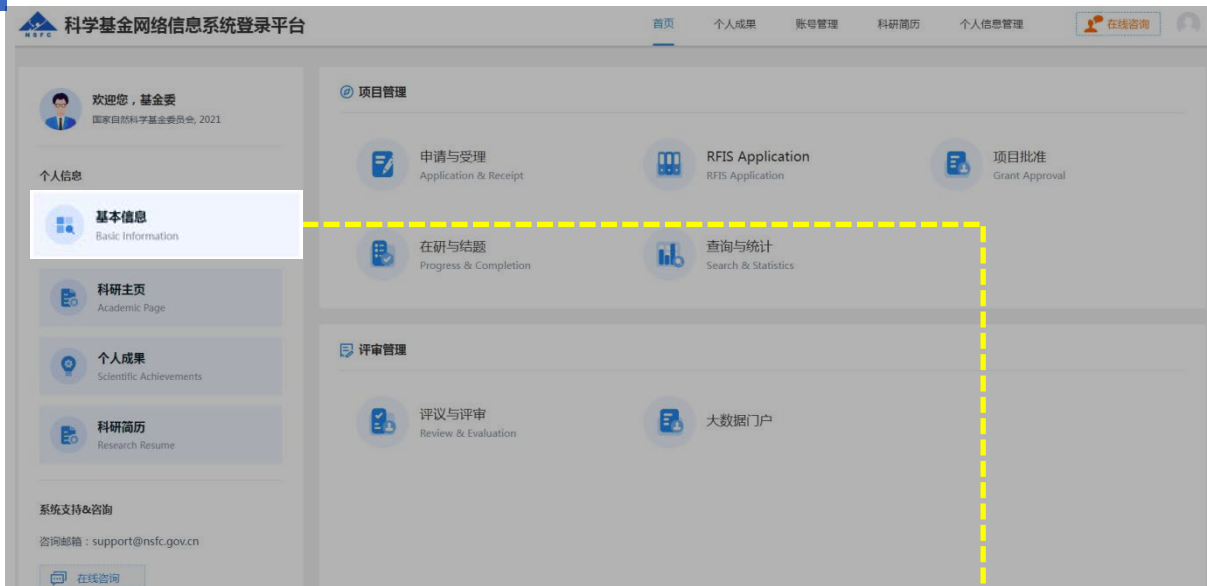 NSFC
科学基金网络信息系统登录平台
首页 个人成果 账号管理 科研简历 个人信息管理 在线咨询
欢迎您，基金委
国家自然科学基金委员会, 2021
个人信息
基本信息
Basic Information
科研主页
Academic Page
个人成果
Scientific Achievements
科研简历
Research Resume
系统支持&咨询
咨询邮箱：support@nsfc.gov.cn
在线咨询
项目管理
申请与受理
Application & Receipt
RFIS Application
RFIS Application
项目批准
Grant Approval
在研与结题
Progress & Completion
查询与统计
Search & Statistics
评审管理
评议与评审
Review & Evaluation
大数据门户